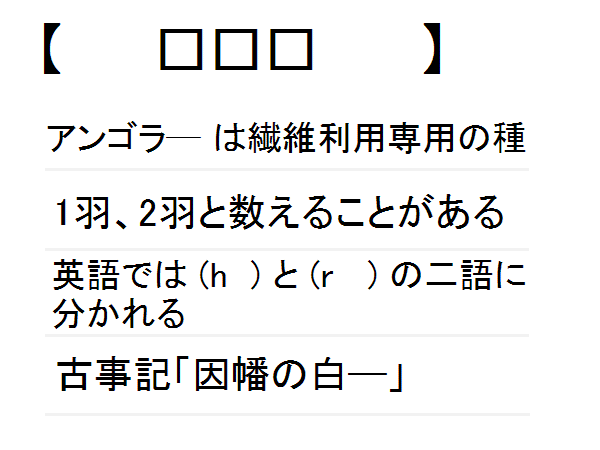 【 □□□ 】
アンゴラ─ は繊維利用専用の種
1羽、2羽と数えることがある
英語では(h )と(r )の二語に
分かれる
古事記「因幡の白─」